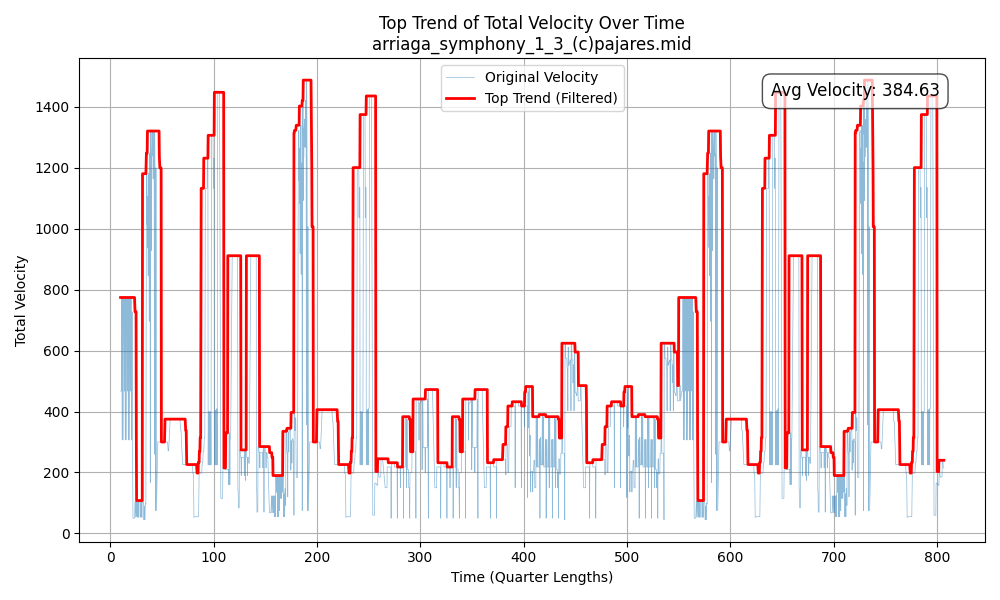 Top Trend of Total Velocity Over Time
arriaga_symphony_1_3_(c)pajares.mid
Original Velocity
Top Trend (Filtered)
Avg Velocity: 384.63
Total Velocity
1400
1200
1000
800
600
400
200
0
0 100 200 300 400 500 600 700 800
Time (Quarter Lengths)